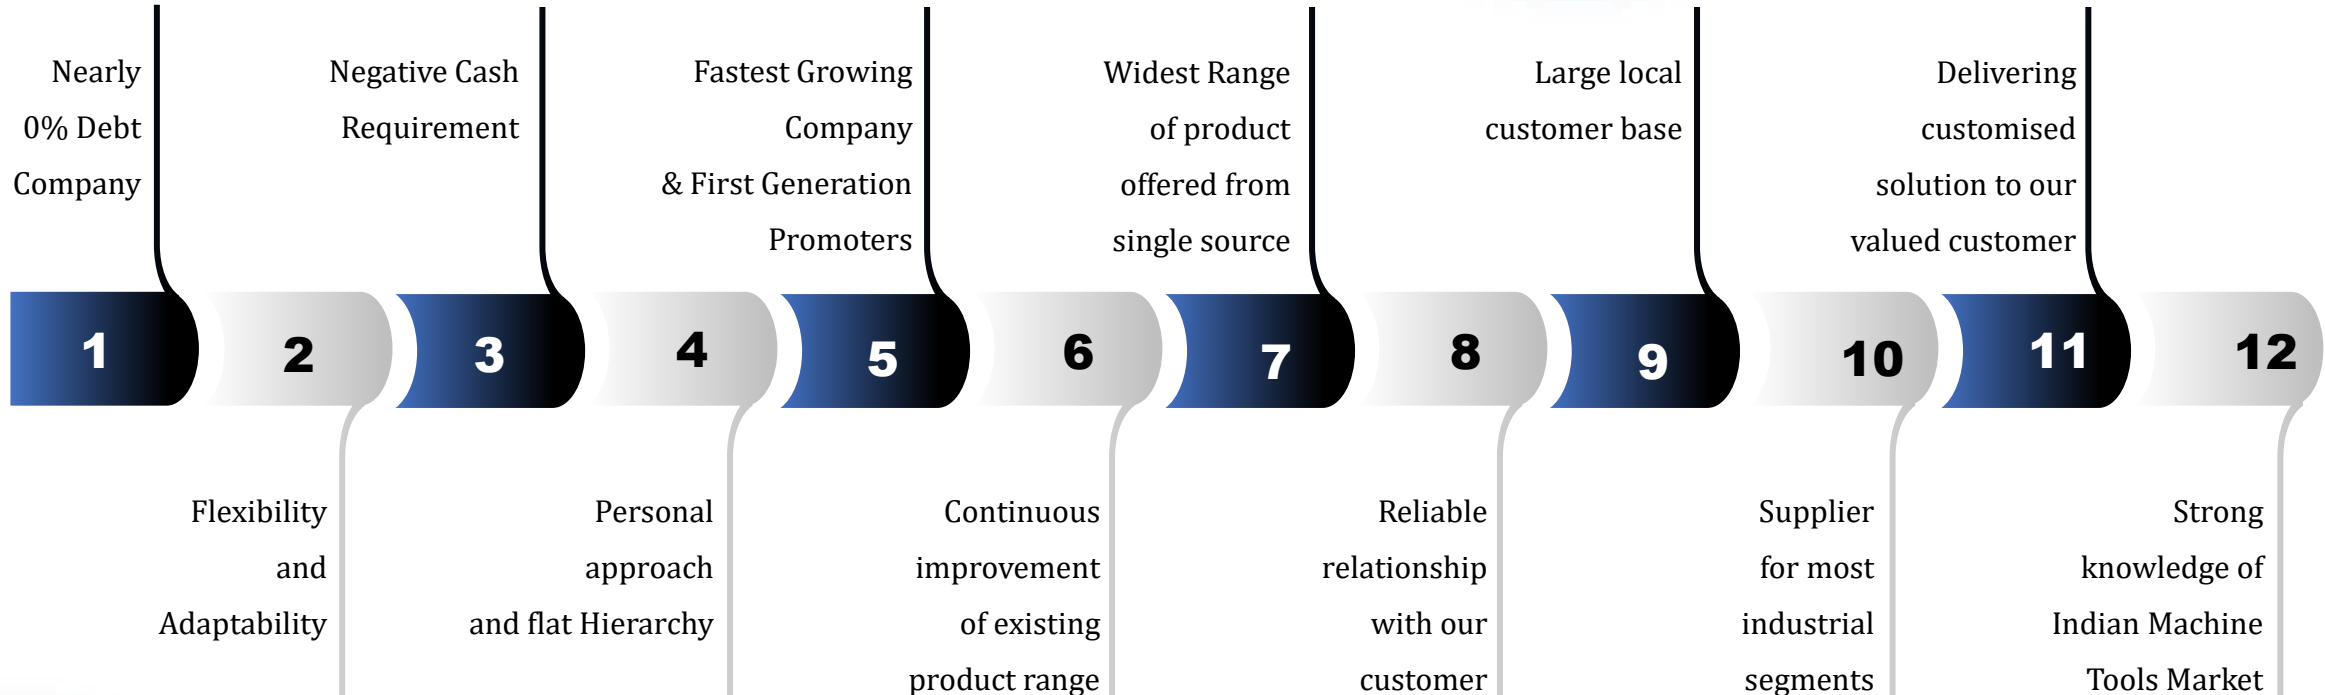 Nearly
0% Debt
Company
Negative Cash
Requirement
Fastest Growing
Company
& First Generation
Promoters
Widest Range
of product
offered from
single source
Large local
customer base
Delivering
customised
solution to our
valued customer
1
2
3
4
5
6
7
8
9
10
11
12
Flexibility
and
Adaptability
Personal
approach
and flat Hierarchy
Continuous
improvement
of existing
product range
Reliable
relationship
with our
customer
Supplier
for most
industrial
segments
Strong
knowledge of
Indian Machine
Tools Market